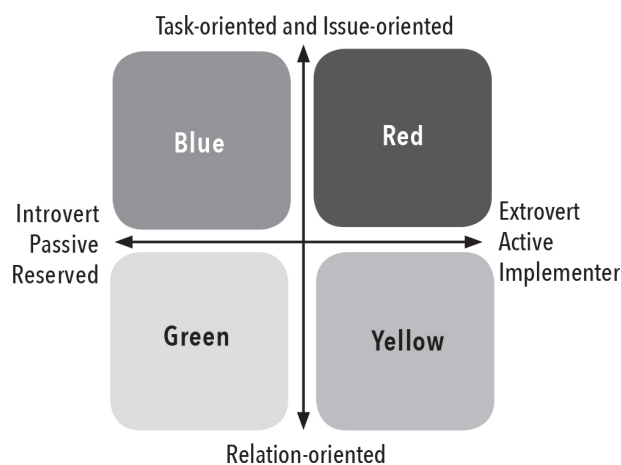 Task-oriented and Issue-oriented
Blue
Red
Introvert
Passive
Reserved
Extrovert
Active
Implementer
Green
Yellow
Relation-oriented